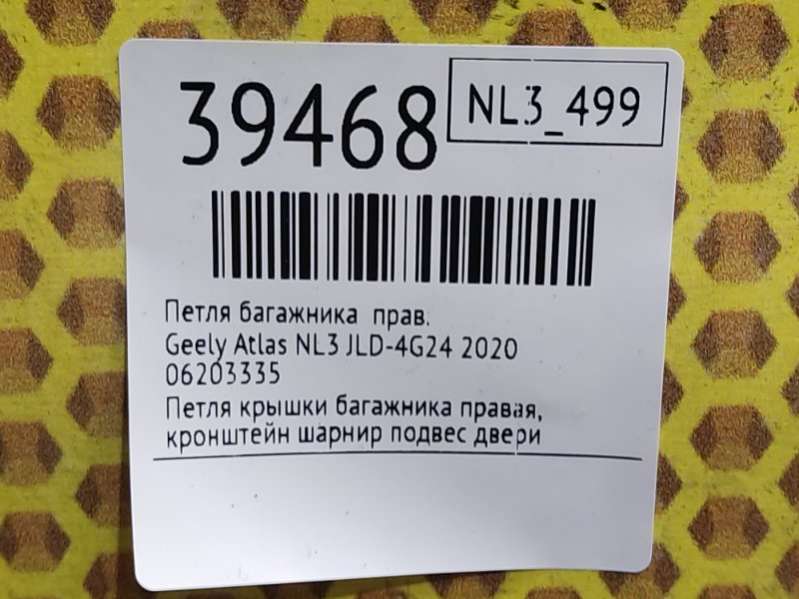 39468
NL3_499
Петля багажника прав.
Geely Atlas NL3 JLD-4G24 2020
06203335
Петля крышки багажника правая,
кронштейн шарнир подвес двери